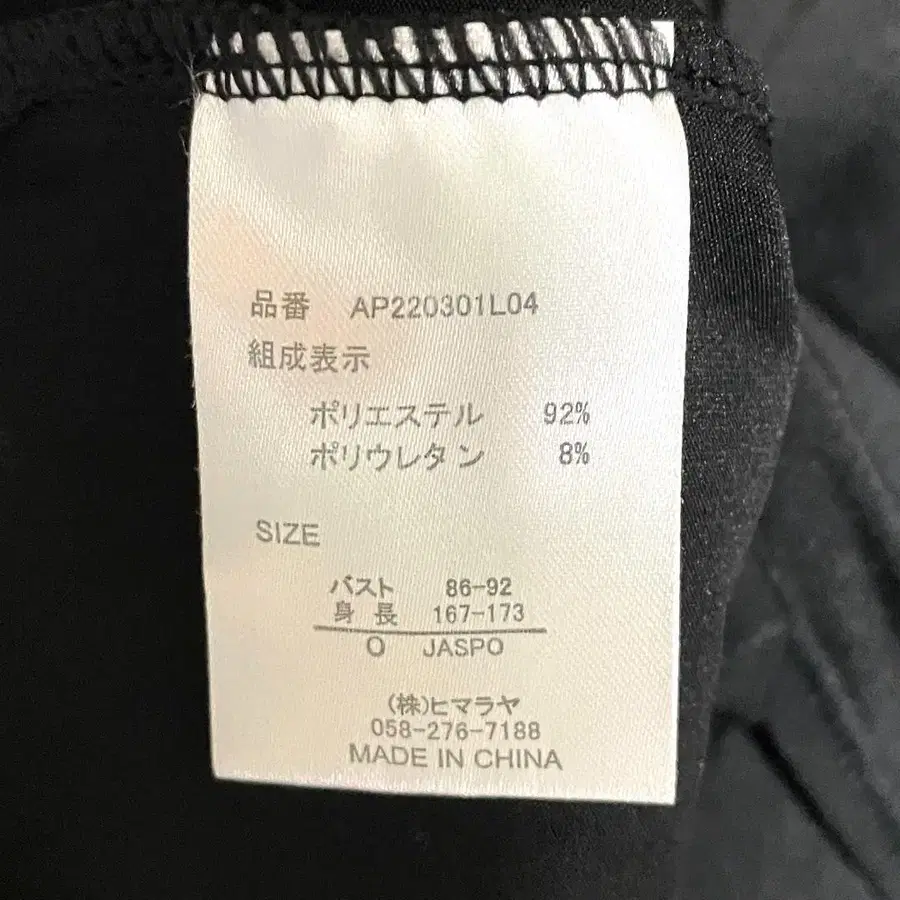 品番 AP220301L04
組成表示
ポリエステル 92%
ポリウレタン 8%
SIZE
バスト 86-92
身長 167-173
O JASPO
(株)ヒマラヤ
058-276-7188
MADE IN CHINA